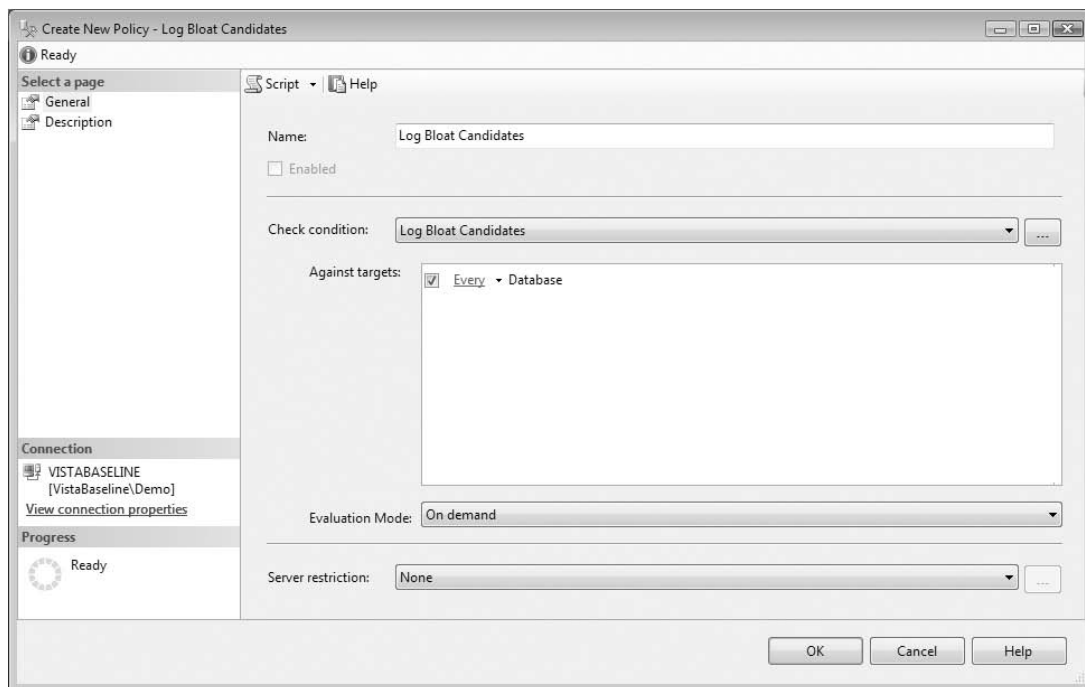 Create New Policy - Log Bloat Candidates
Ready
Select a page
General
Description
Script Help
Name: Log Bloat Candidates
Enabled
Check condition: Log Bloat Candidates ...
Against targets: Every Database
Evaluation Mode: On demand
Server restriction: None ...
Connection
VISTABASELINE
[VistaBaseline\Demo]
View connection properties
Progress
Ready
OK Cancel Help